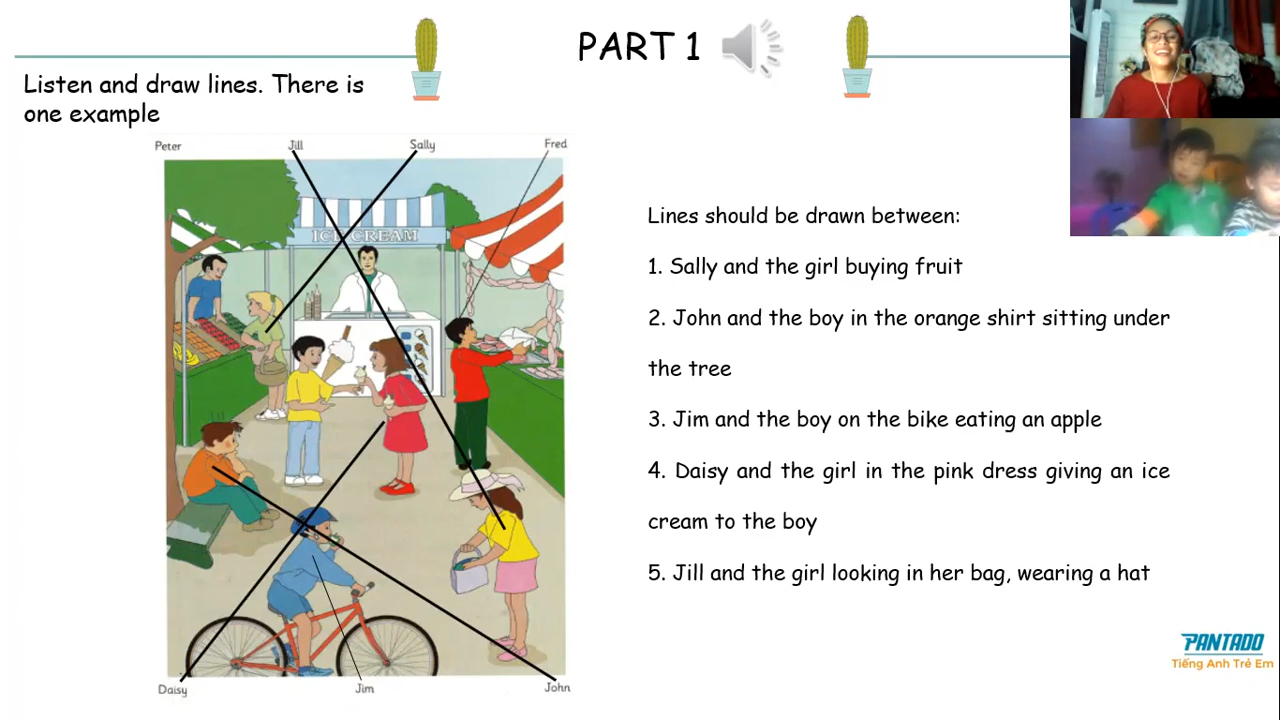 PART 1
Listen and draw lines. There is
one example
Peter
Jill
Sally
Fred
ICE CREAM
Daisy
Jim
John
Lines should be drawn between:
1. Sally and the girl buying fruit
2. John and the boy in the orange shirt sitting under
the tree
3. Jim and the boy on the bike eating an apple
4. Daisy and the girl in the pink dress giving an ice
cream to the boy
5. Jill and the girl looking in her bag, wearing a hat
PANTADO
Tiếng Anh Trẻ Em